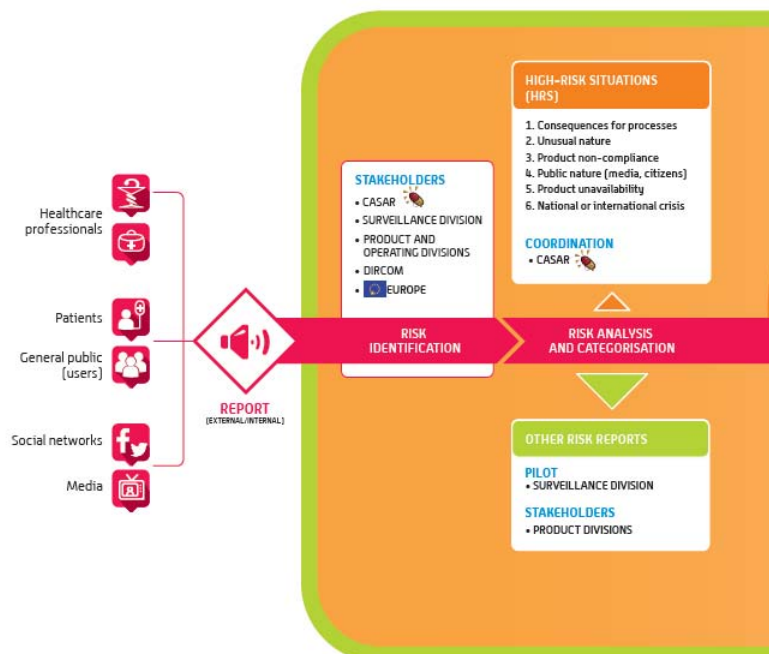 Healthcare
professionals
Patients
General public
(users)
Social networks
Media
REPORT
(EXTERNAL/INTERNAL)
STAKEHOLDERS
• CASAR
• SURVEILLANCE DIVISION
• PRODUCT AND
OPERATING DIVISIONS
• DIRCOM
• EUROPE
RISK
IDENTIFICATION
HIGH-RISK SITUATIONS
(HRS)
1. Consequences for processes
2. Unusual nature
3. Product non-compliance
4. Public nature (media, citizens)
5. Product unavailability
6. National or international crisis
COORDINATION
• CASAR
RISK ANALYSIS
AND CATEGORISATION
OTHER RISK REPORTS
PILOT
• SURVEILLANCE DIVISION
STAKEHOLDERS
• PRODUCT DIVISIONS